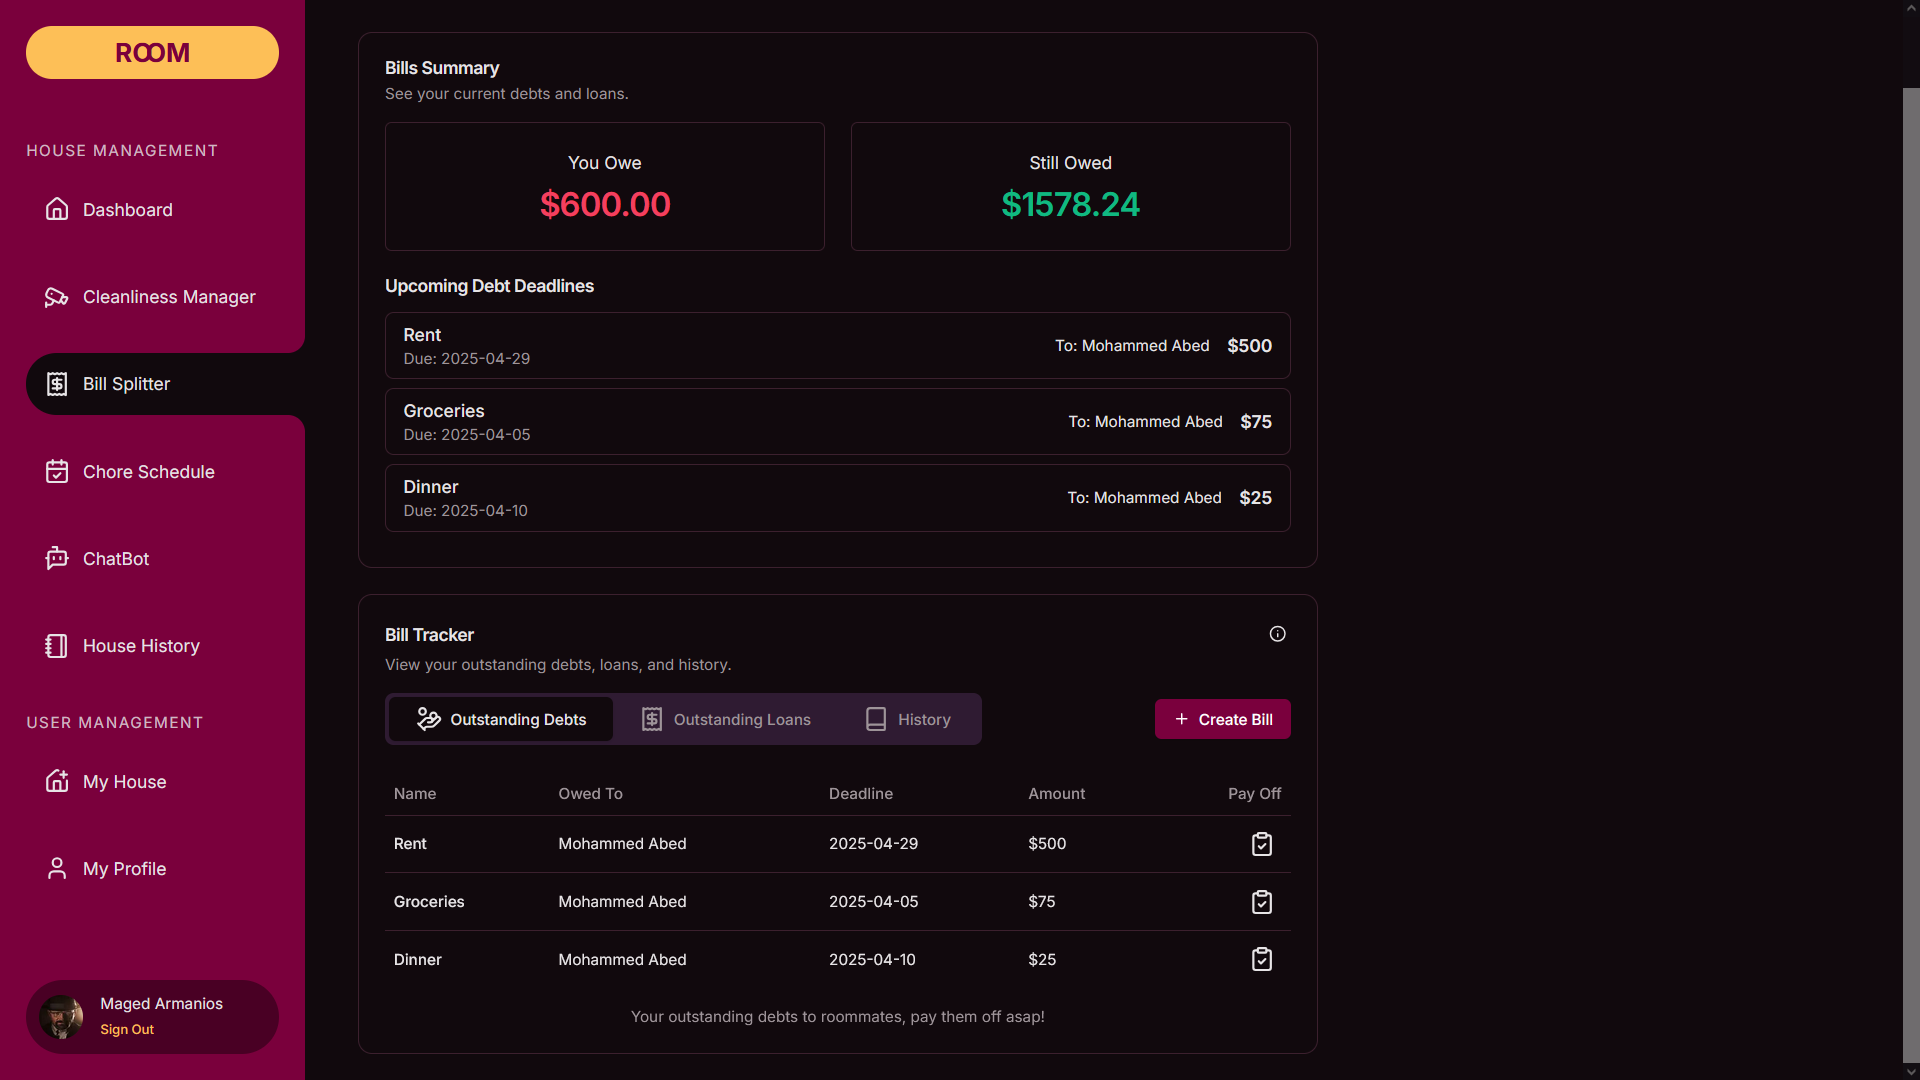 ROOM
HOUSE MANAGEMENT
Dashboard
Cleanliness Manager
Bill Splitter
Chore Schedule
ChatBot
House History
USER MANAGEMENT
My House
My Profile
Maged Armanios
Sign Out
Bills Summary
See your current debts and loans.
You Owe
$600.00
Still Owed
$1578.24
Upcoming Debt Deadlines
Rent
Due: 2025-04-29
To: Mohammed Abed $500
Groceries
Due: 2025-04-05
To: Mohammed Abed $75
Dinner
Due: 2025-04-10
To: Mohammed Abed $25
Bill Tracker
View your outstanding debts, loans, and history.
Outstanding Debts Outstanding Loans History
+ Create Bill
Name Owed To Deadline Amount Pay Off
Rent Mohammed Abed 2025-04-29 $500
Groceries Mohammed Abed 2025-04-05 $75
Dinner Mohammed Abed 2025-04-10 $25
Your outstanding debts to roommates, pay them off asap!